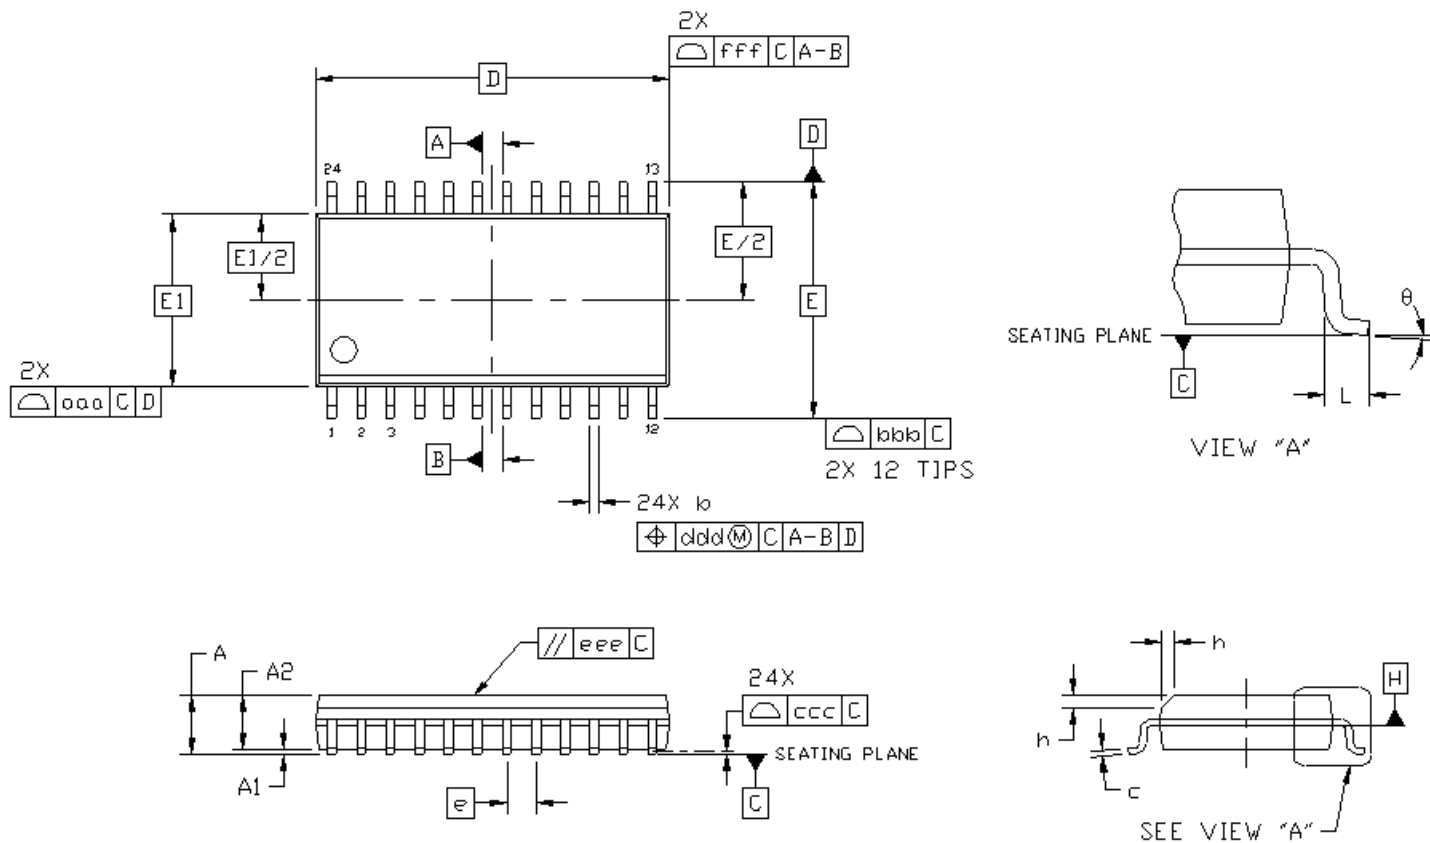 2X
⌓ fff C A-B
D
A
D
24
13
E1/2
E/2
E1
E
2X
⌓ aaa C D
1 2 3
12
B
⌓ bbb C
2X 12 TIPS
24X b
⌖ ddd Ⓜ C A-B D
θ
SEATING PLANE
C
L
VIEW "A"
// eee C
A
A2
24X
⌓ ccc C
SEATING PLANE
A1
e
C
h
H
h
c
SEE VIEW "A"